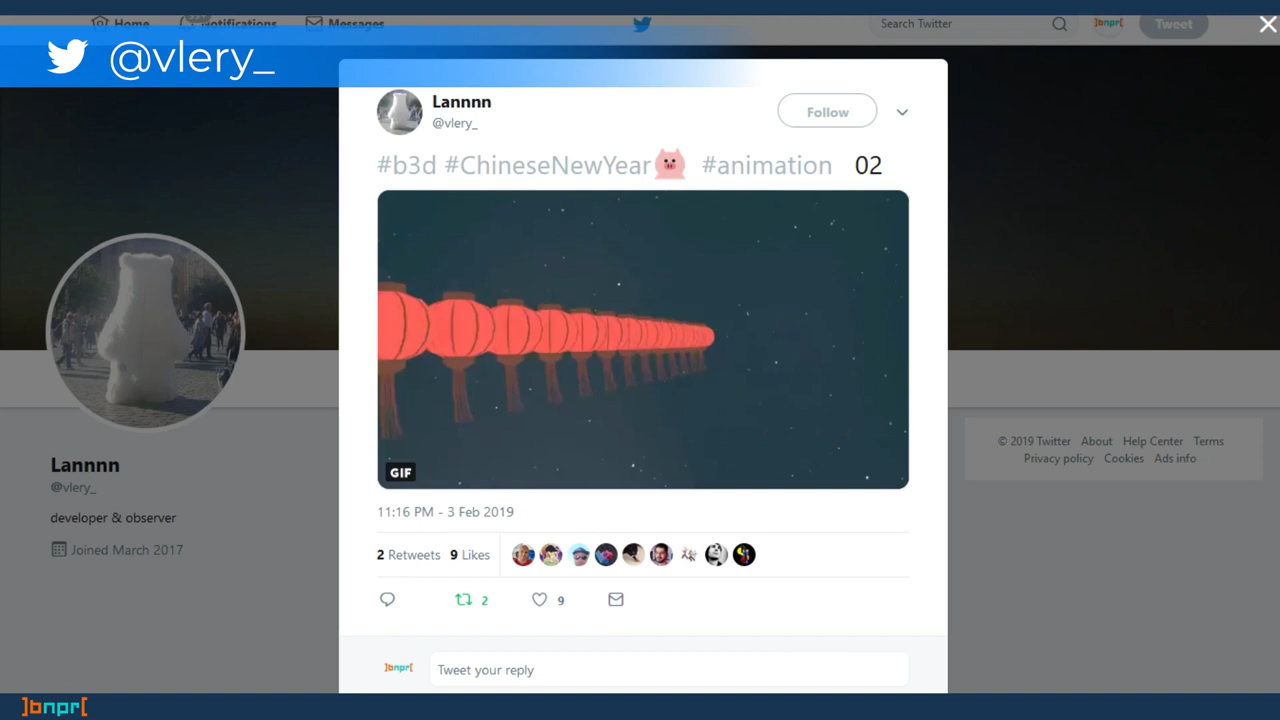 Home
Notifications
Messages
Search Twitter
]bnpr[
Tweet
@vlery_
Lannnn
@vlery_
Follow
#b3d #ChineseNewYear #animation 02
GIF
11:16 PM - 3 Feb 2019
2 Retweets 9 Likes
2
9
]bnpr[
Tweet your reply
Lannnn
@vlery_
developer & observer
Joined March 2017
© 2019 Twitter About Help Center Terms
Privacy policy Cookies Ads info
]bnpr[